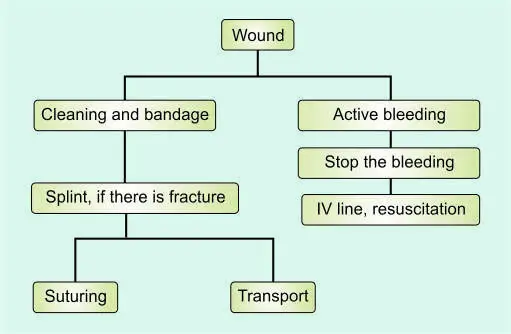 Wound
Cleaning and bandage
Active bleeding
Stop the bleeding
Splint, if there is fracture
IV line, resuscitation
Suturing
Transport